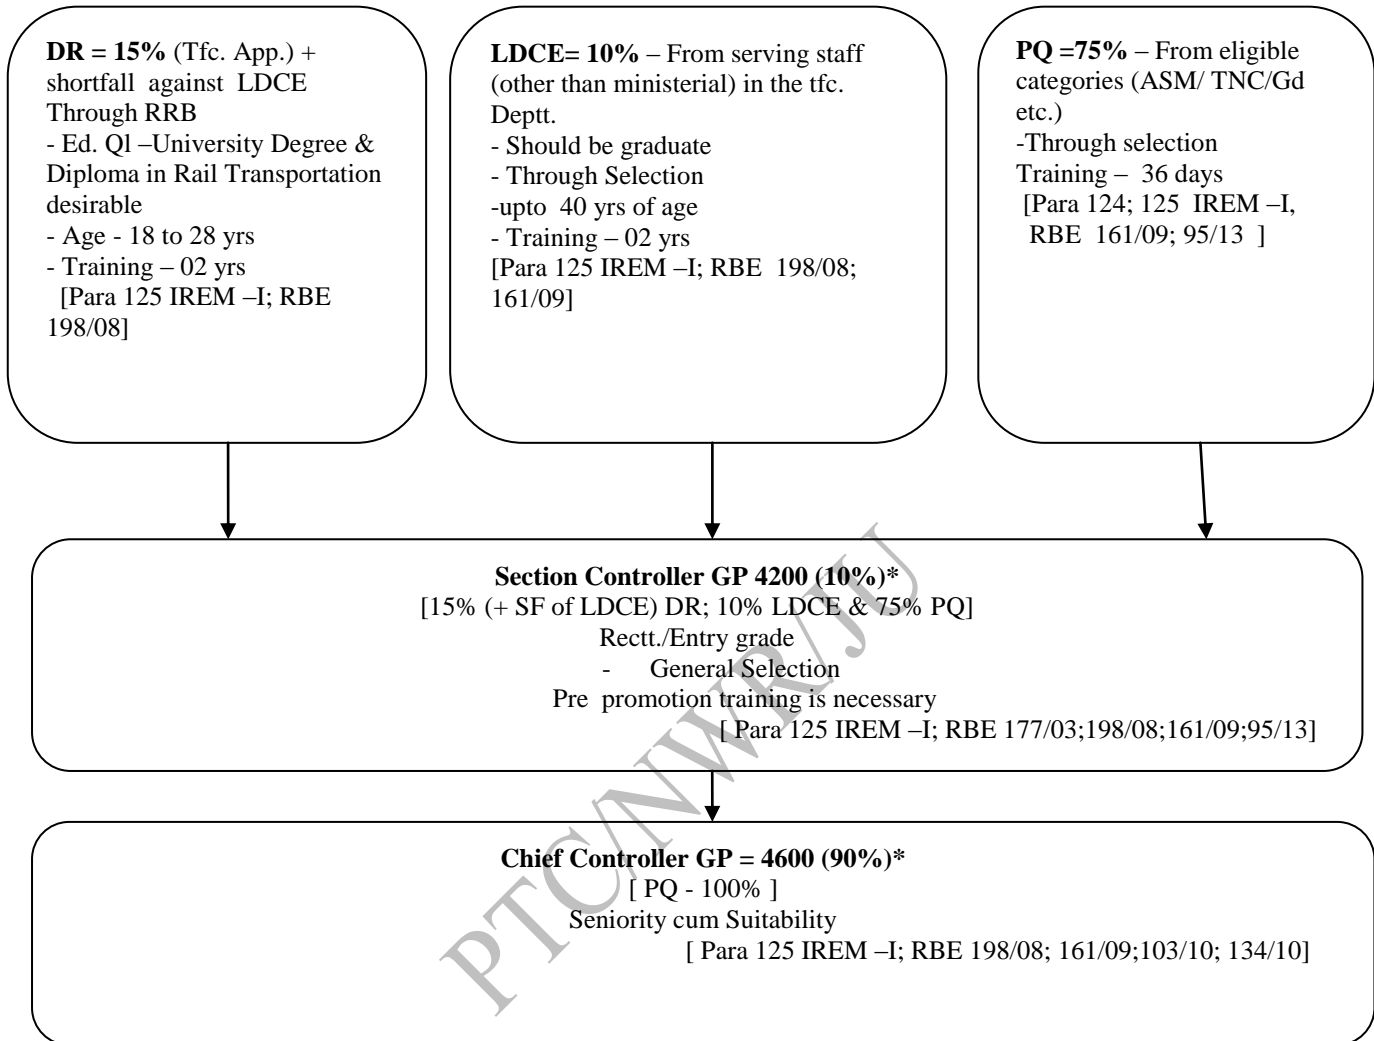 DR = 15% (Tfc. App.) +
shortfall against LDCE
Through RRB
- Ed. Ql –University Degree &
Diploma in Rail Transportation
desirable
- Age - 18 to 28 yrs
- Training – 02 yrs
[Para 125 IREM –I; RBE
198/08]
LDCE= 10% – From serving staff
(other than ministerial) in the tfc.
Deptt.
- Should be graduate
- Through Selection
-upto 40 yrs of age
- Training – 02 yrs
[Para 125 IREM –I; RBE 198/08;
161/09]
PQ =75% – From eligible
categories (ASM/ TNC/Gd
etc.)
-Through selection
Training – 36 days
[Para 124; 125 IREM –I,
RBE 161/09; 95/13 ]
Section Controller GP 4200 (10%)*
[15% (+ SF of LDCE) DR; 10% LDCE & 75% PQ]
Rectt./Entry grade
- General Selection
Pre promotion training is necessary
[ Para 125 IREM –I; RBE 177/03;198/08;161/09;95/13]
Chief Controller GP = 4600 (90%)*
[ PQ - 100% ]
Seniority cum Suitability
[ Para 125 IREM –I; RBE 198/08; 161/09;103/10; 134/10]
PTC/NWR/JU